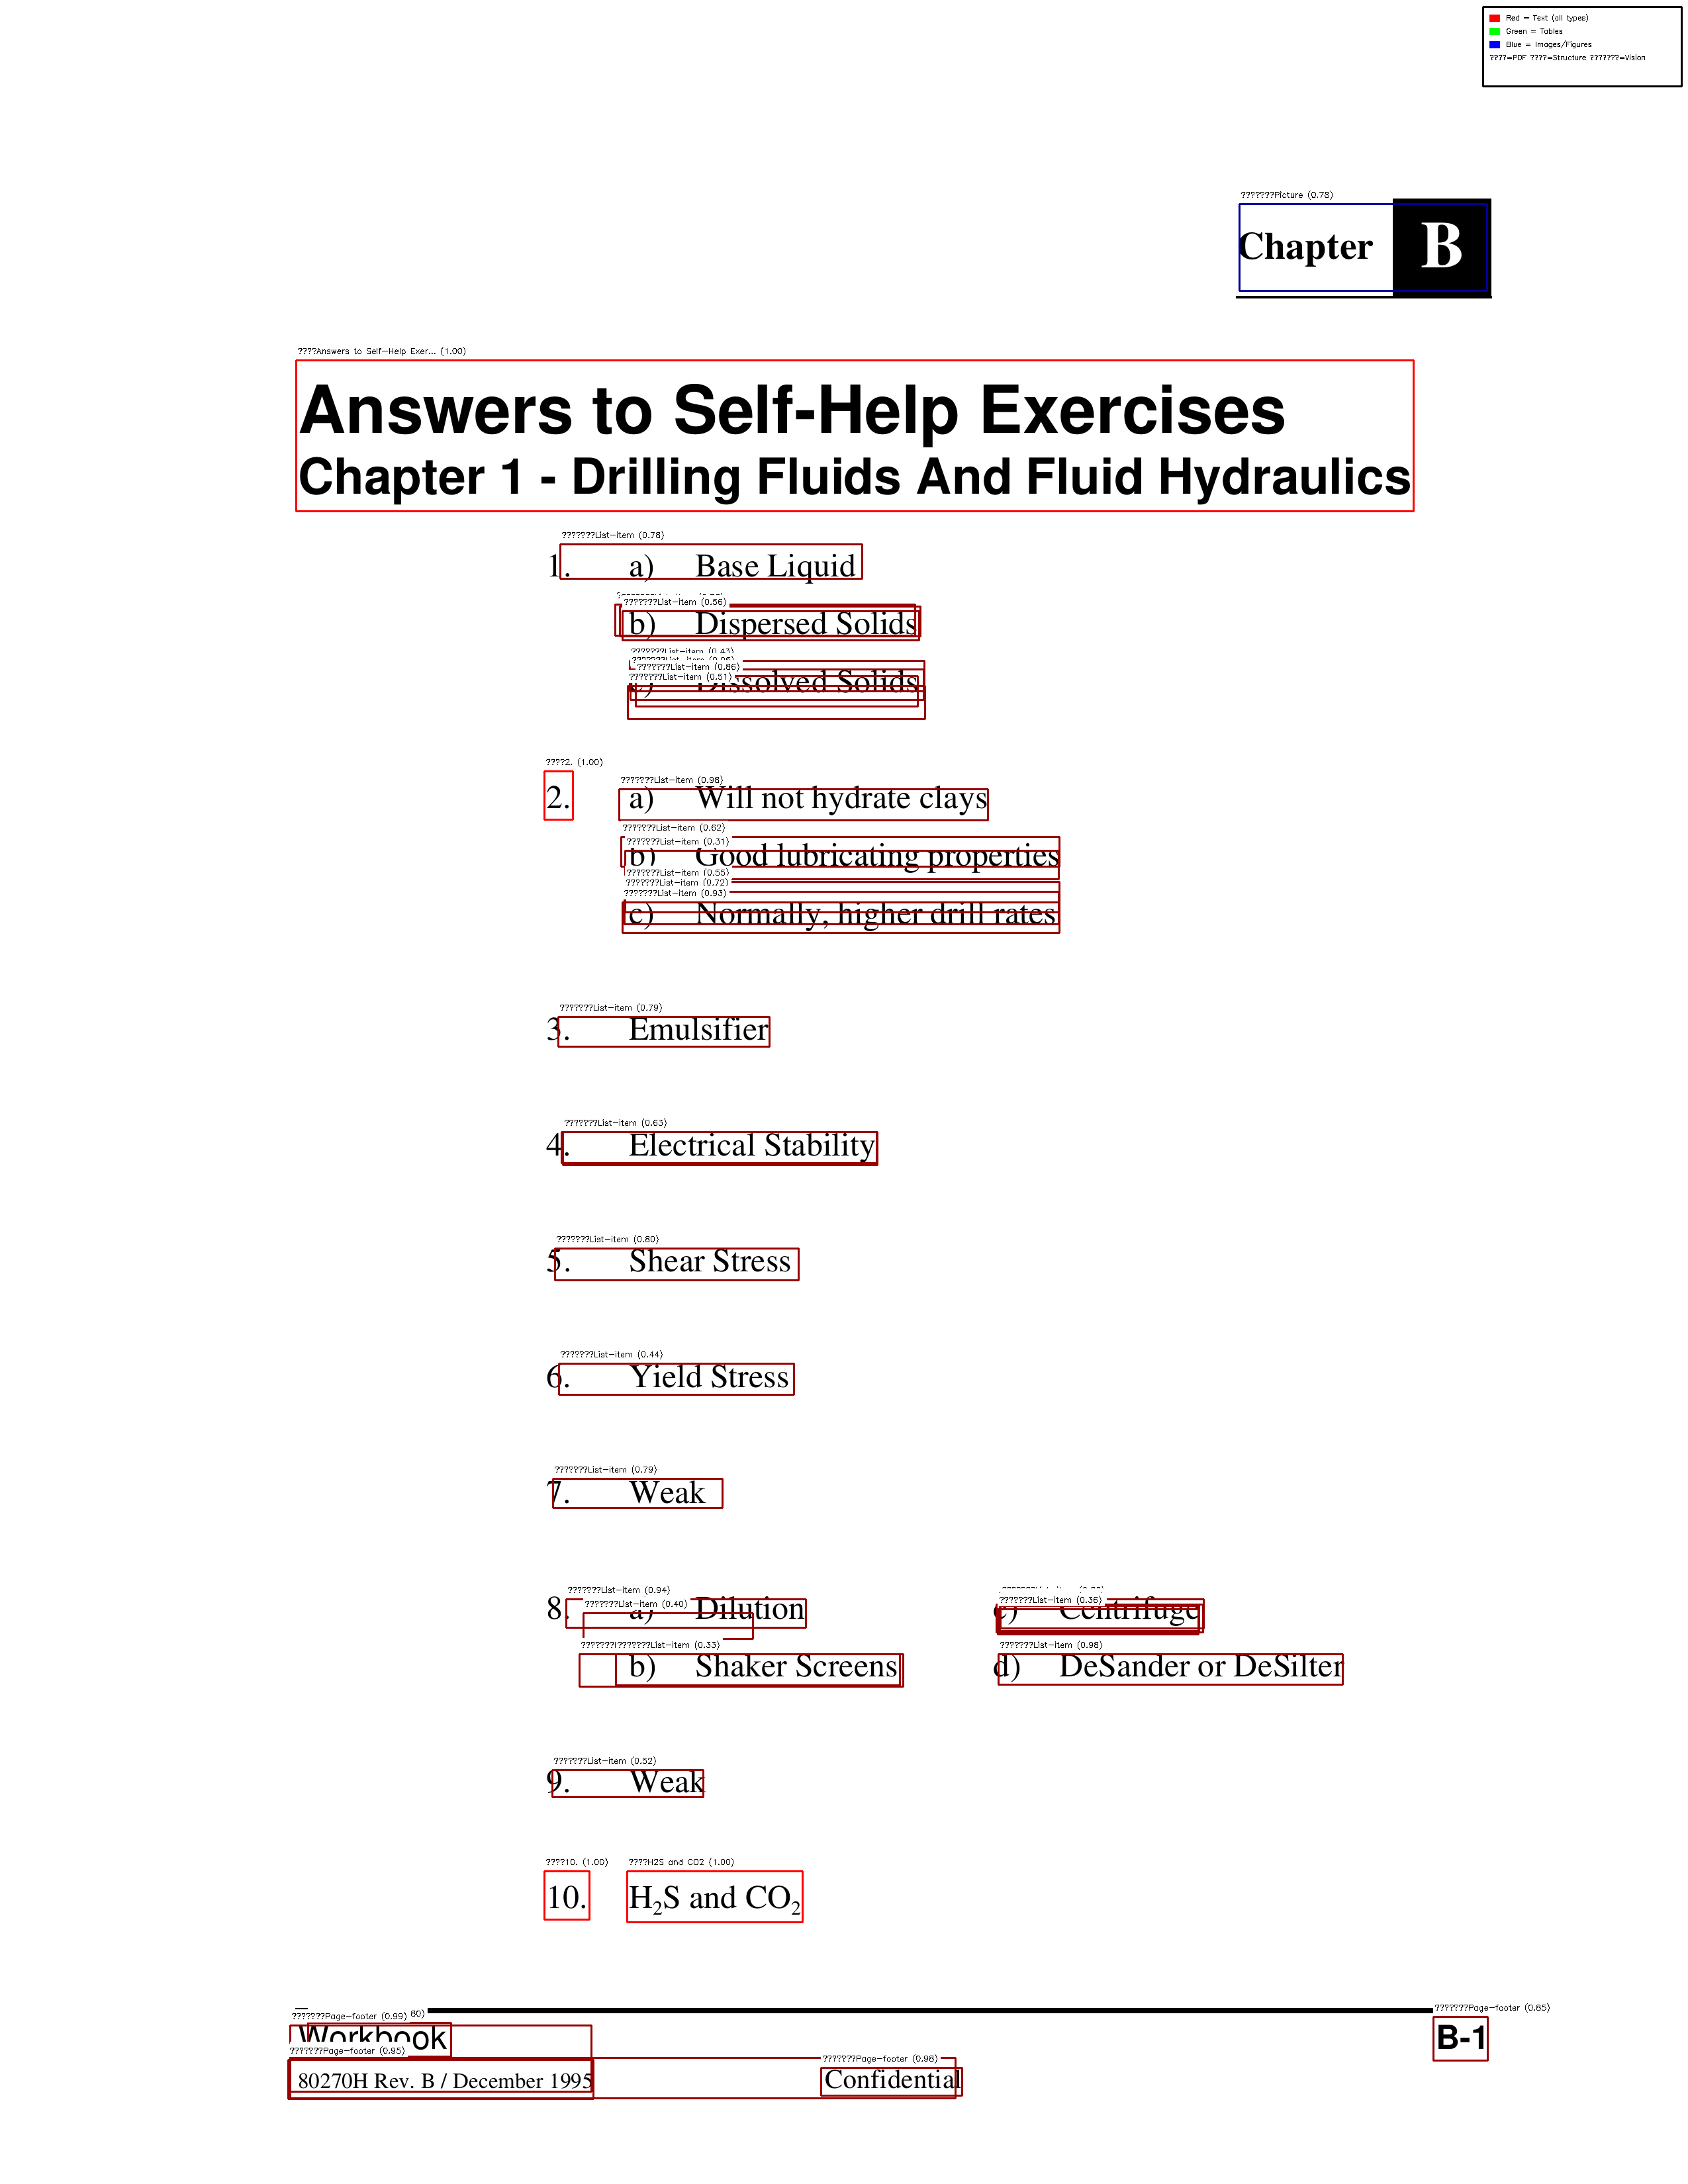 Red = Text (all types)
Green = Tables
Blue = Images/Figures
????=PDF ????=Structure ???????=Vision
???????Picture (0.78)
Chapter B
????Answers to Self-Help Exer... (1.00)
Answers to Self-Help Exercises
Chapter 1 - Drilling Fluids And Fluid Hydraulics
???????List-item (0.78)
1. a) Base Liquid
???????List-item (0.56)
b) Dispersed Solids
???????List-item (0.43)
???????List-item (0.86)
???????List-item (0.51)
c) Dissolved Solids
????2. (1.00)
???????List-item (0.98)
2. a) Will not hydrate clays
???????List-item (0.62)
???????List-item (0.31)
b) Good lubricating properties
???????List-item (0.55)
???????List-item (0.72)
???????List-item (0.93)
c) Normally, higher drill rates
???????List-item (0.79)
3. Emulsifier
???????List-item (0.63)
4. Electrical Stability
???????List-item (0.80)
5. Shear Stress
???????List-item (0.44)
6. Yield Stress
???????List-item (0.79)
7. Weak
???????List-item (0.94)
???????List-item (0.40)
???????List-item (0.36)
8. a) Dilution c) Centrifuge
???????List-item (0.33) ???????List-item (0.98)
b) Shaker Screens d) DeSander or DeSilter
???????List-item (0.52)
9. Weak
????10. (1.00) ????H2S and CO2 (1.00)
10. H₂S and CO₂
???????Page-footer (0.99) 80) ???????Page-footer (0.85)
Workbook B-1
???????Page-footer (0.95) ???????Page-footer (0.98)
80270H Rev. B / December 1995 Confidential